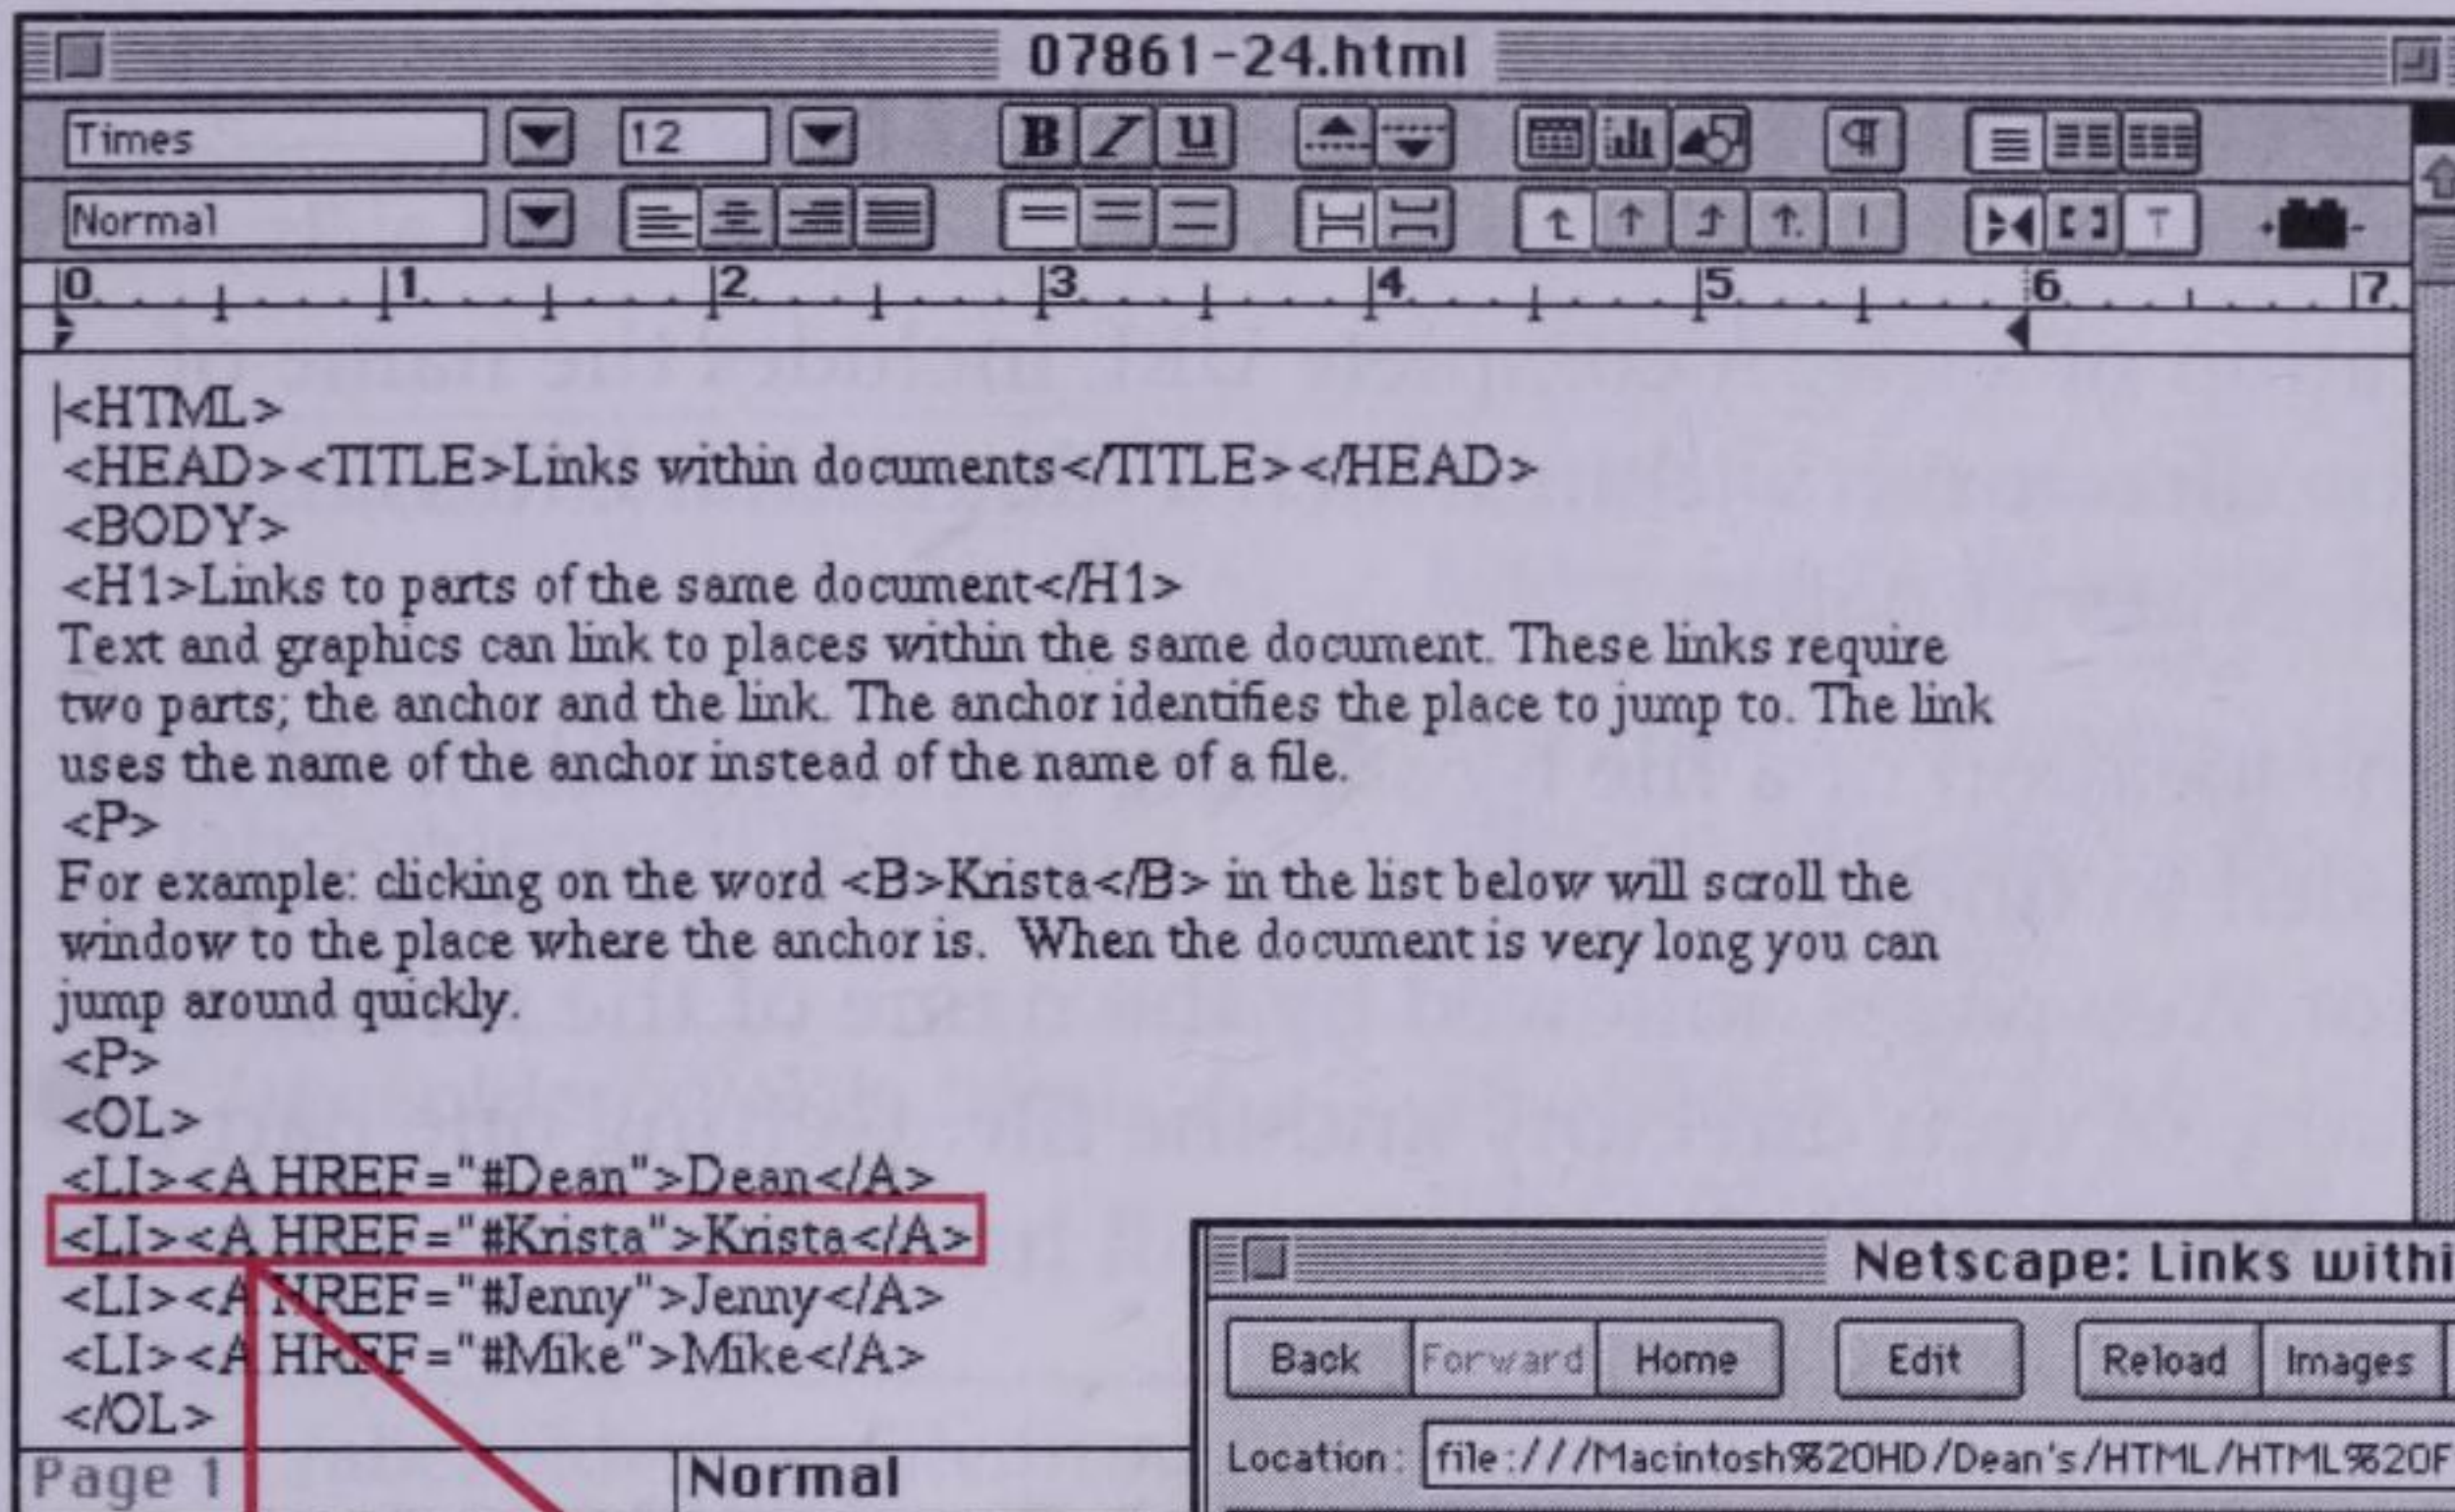 07861-24.html
Times 12 B I U ¶
Normal
0 1 2 3 4 5 6 7
<HTML>
<HEAD><TITLE>Links within documents</TITLE></HEAD>
<BODY>
<H1>Links to parts of the same document</H1>
Text and graphics can link to places within the same document. These links require
two parts; the anchor and the link. The anchor identifies the place to jump to. The link
uses the name of the anchor instead of the name of a file.
<P>
For example: clicking on the word <B>Krista</B> in the list below will scroll the
window to the place where the anchor is.  When the document is very long you can
jump around quickly.
<P>
<OL>
<LI><A HREF="#Dean">Dean</A>
<LI><A HREF="#Krista">Krista</A>
<LI><A HREF="#Jenny">Jenny</A>
<LI><A HREF="#Mike">Mike</A>
</OL>
Page 1 Normal
Netscape: Links withi
Back Forward Home Edit Reload Images
Location: file:///Macintosh%20HD/Dean's/HTML/HTML%20F